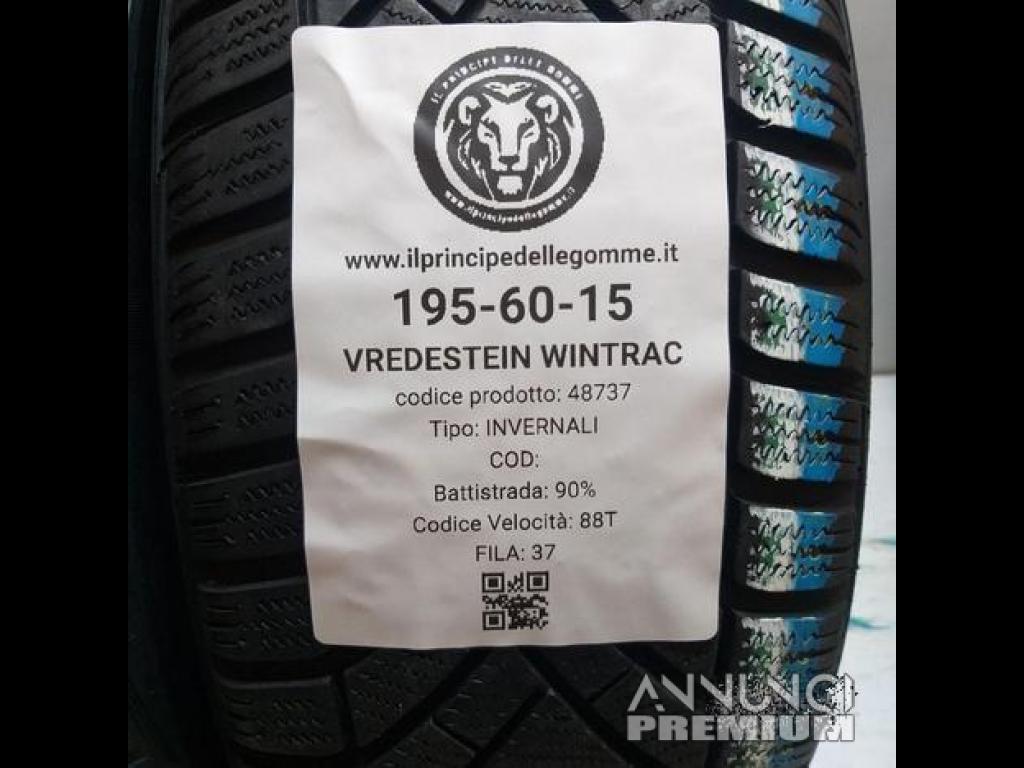 IL PRINCIPE DELLE GOMME
www.ilprincipedellegomme.it
www.ilprincipedellegomme.it
195-60-15
VREDESTEIN WINTRAC
codice prodotto: 48737
Tipo: INVERNALI
COD:
Battistrada: 90%
Codice Velocità: 88T
FILA: 37
ANNUNCI
PREMIUM